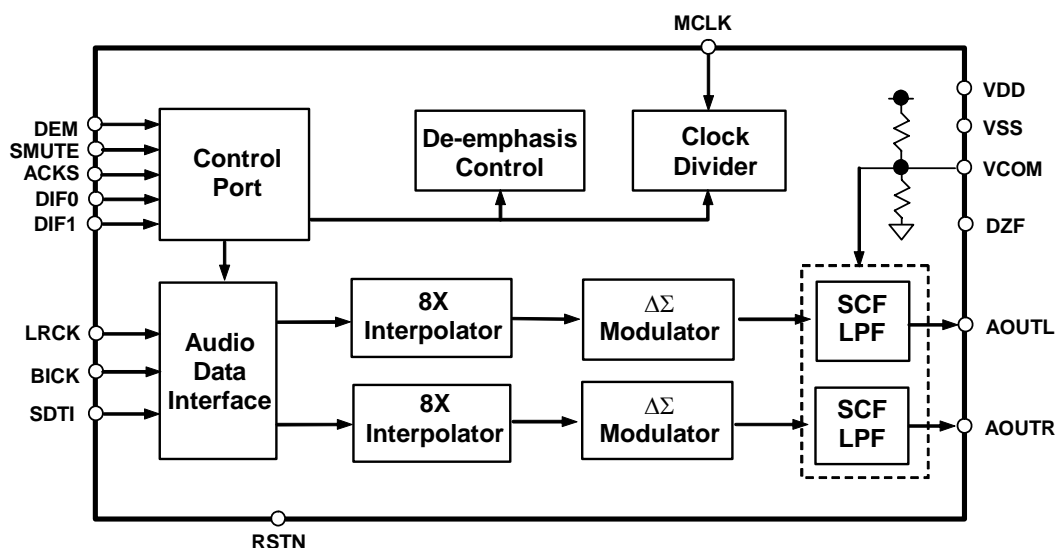 MCLK
DEM
SMUTE
ACKS
DIF0
DIF1
Control
Port
De-emphasis
Control
Clock
Divider
VDD
VSS
VCOM
DZF
LRCK
BICK
SDTI
Audio
Data
Interface
8X
Interpolator
ΔΣ
Modulator
SCF
LPF
AOUTL
8X
Interpolator
ΔΣ
Modulator
SCF
LPF
AOUTR
RSTN